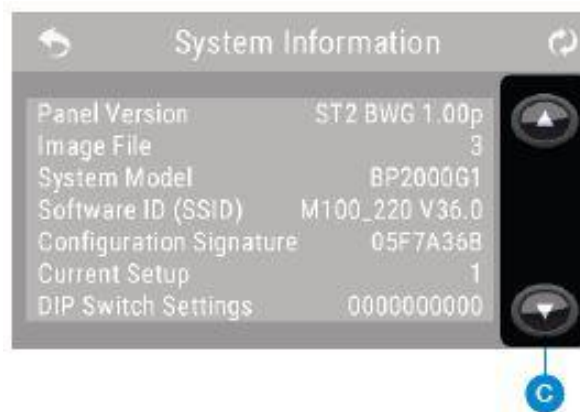 System Information
Panel Version ST2 BWG 1.00p
Image File 3
System Model BP2000G1
Software ID (SSID) M100_220 V36.0
Configuration Signature 05F7A36B
Current Setup 1
DIP Switch Settings 0000000000
C